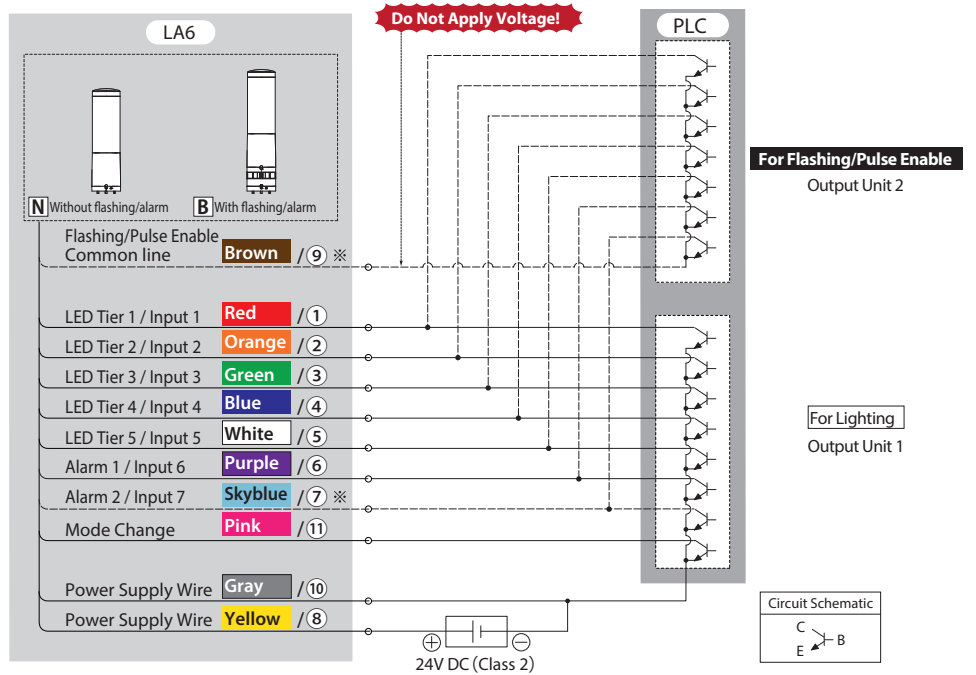 LA6
Do Not Apply Voltage!
PLC
N Without flashing/alarm
B With flashing/alarm
For Flashing/Pulse Enable
Output Unit 2
Flashing/Pulse Enable
Common line Brown /⑨ ※
LED Tier 1 / Input 1 Red /①
LED Tier 2 / Input 2 Orange /②
LED Tier 3 / Input 3 Green /③
LED Tier 4 / Input 4 Blue /④
LED Tier 5 / Input 5 White /⑤
Alarm 1 / Input 6 Purple /⑥
Alarm 2 / Input 7 Skyblue /⑦ ※
Mode Change Pink /⑪
For Lighting
Output Unit 1
Power Supply Wire Gray /⑩
Power Supply Wire Yellow /⑧
⊕ ⊖
24V DC (Class 2)
Circuit Schematic
C
B
E